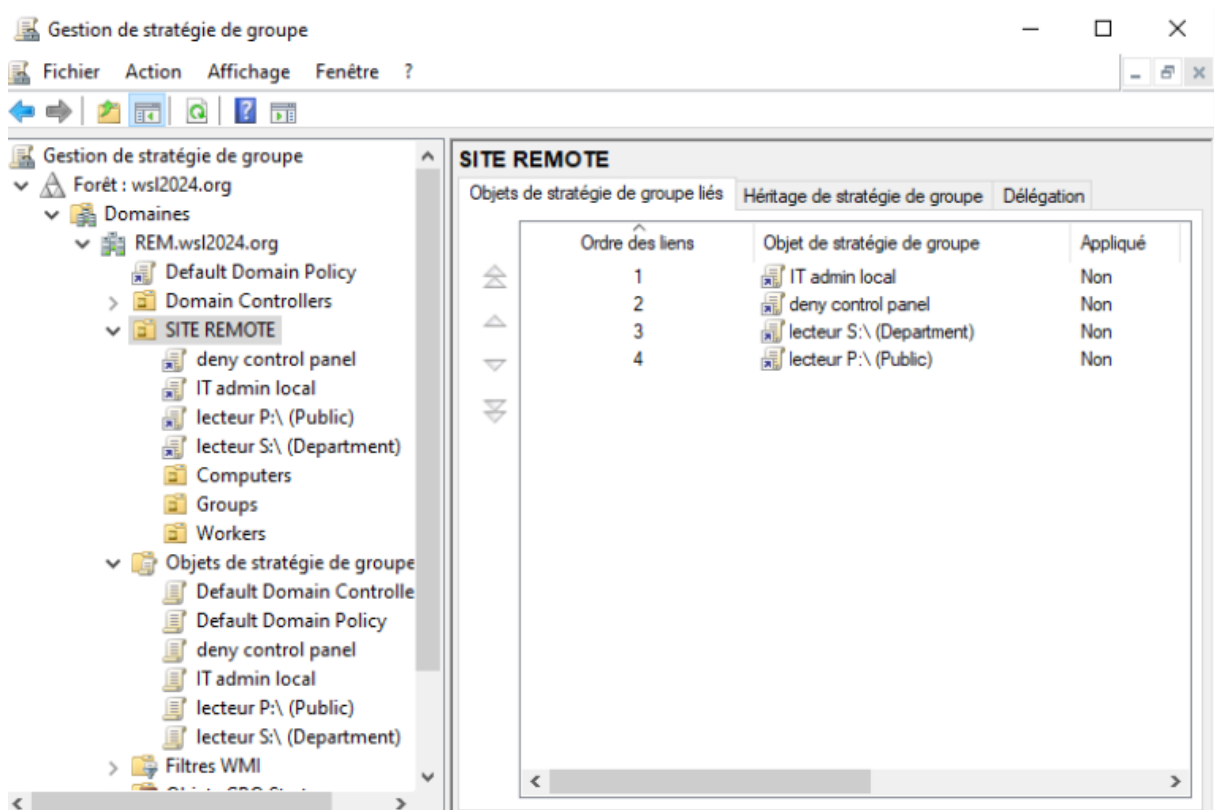 Gestion de stratégie de groupe
Fichier Action Affichage Fenêtre ?
Gestion de stratégie de groupe
Forêt : wsl2024.org
Domaines
REM.wsl2024.org
Default Domain Policy
Domain Controllers
SITE REMOTE
deny control panel
IT admin local
lecteur P:\ (Public)
lecteur S:\ (Department)
Computers
Groups
Workers
Objets de stratégie de groupe
Default Domain Controlle
Default Domain Policy
deny control panel
IT admin local
lecteur P:\ (Public)
lecteur S:\ (Department)
Filtres WMI
SITE REMOTE
Objets de stratégie de groupe liés Héritage de stratégie de groupe Délégation
Ordre des liens Objet de stratégie de groupe Appliqué
1 IT admin local Non
2 deny control panel Non
3 lecteur S:\ (Department) Non
4 lecteur P:\ (Public) Non